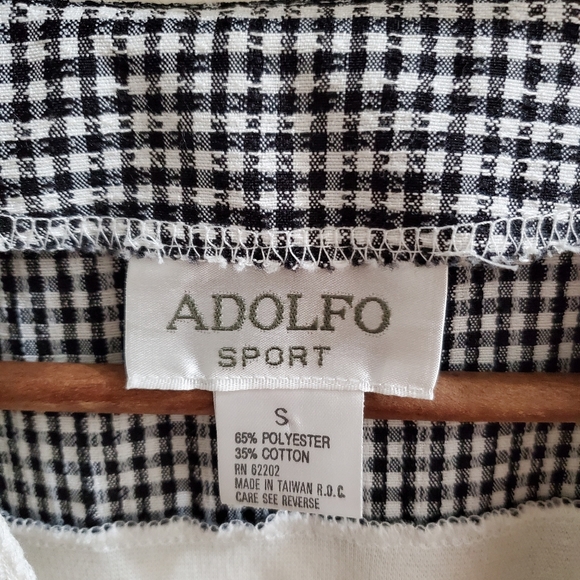 ADOLFO
SPORT
S
65% POLYESTER
35% COTTON
RN 62202
MADE IN TAIWAN R.O.C.
CARE SEE REVERSE